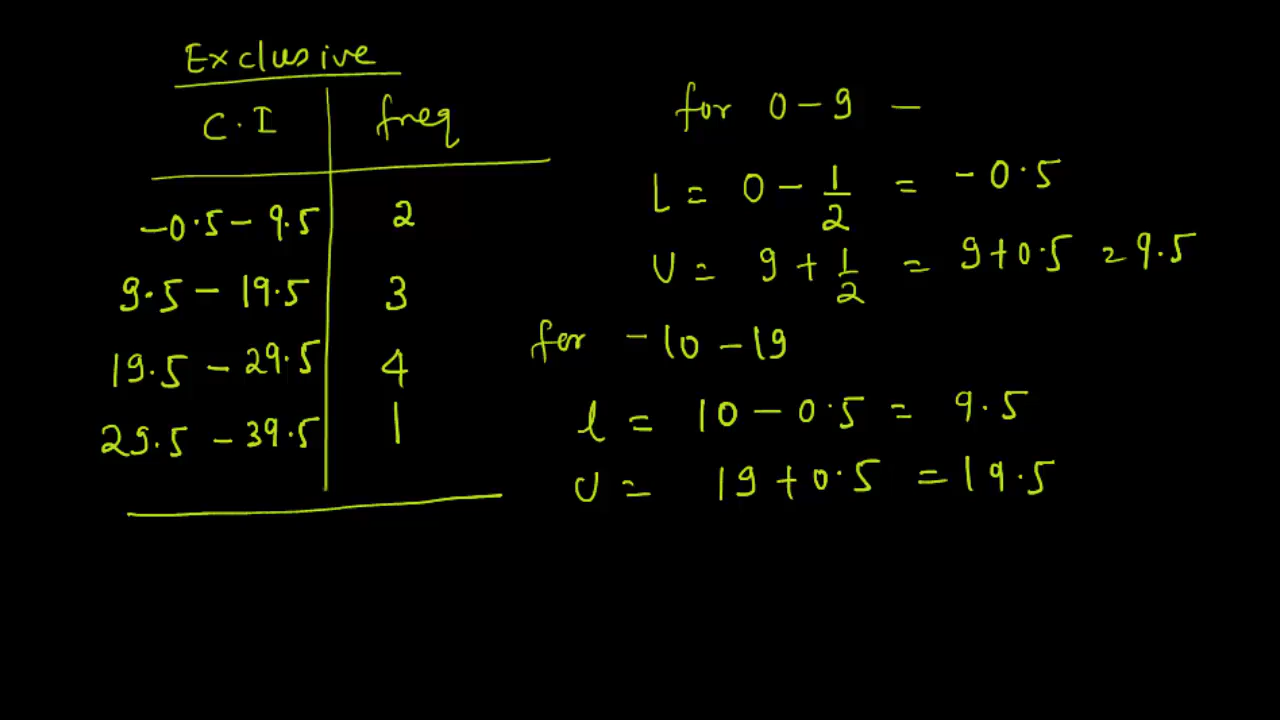 Exclusive
C.I freq
-0.5 - 9.5 2
9.5 - 19.5 3
19.5 - 29.5 4
29.5 - 39.5 1
for 0 - 9 -
L = 0 - 1/2 = - 0.5
U = 9 + 1/2 = 9 + 0.5 = 9.5
for - 10 - 19
l = 10 - 0.5 = 9.5
U = 19 + 0.5 = 19.5